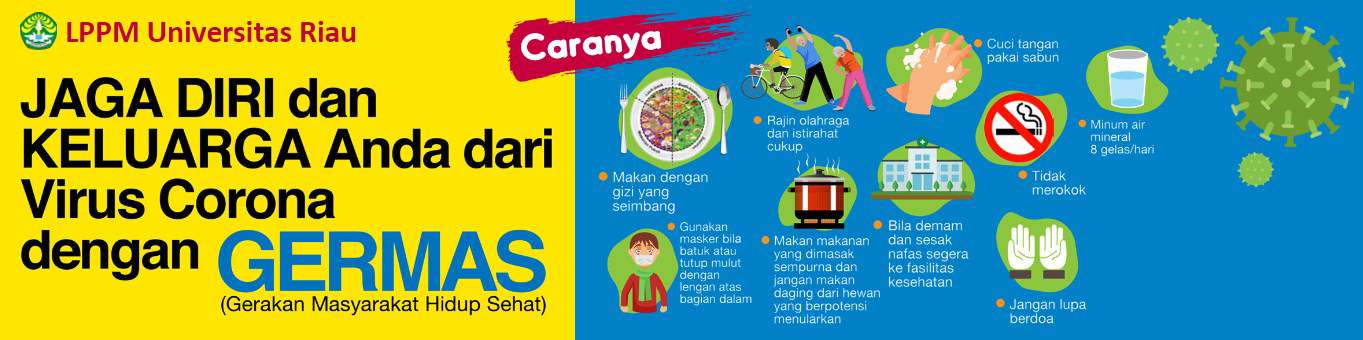 LPPM Universitas Riau
JAGA DIRI dan
KELUARGA Anda dari
Virus Corona
dengan GERMAS
(Gerakan Masyarakat Hidup Sehat)
Caranya
Makan dengan
gizi yang
seimbang
Rajin olahraga
dan istirahat
cukup
Cuci tangan
pakai sabun
Tidak
merokok
Minum air
mineral
8 gelas/hari
Gunakan
masker bila
batuk atau
tutup mulut
dengan
lengan atas
bagian dalam
Makan makanan
yang dimasak
sempurna dan
jangan makan
daging dari hewan
yang berpotensi
menularkan
Bila demam
dan sesak
nafas segera
ke fasilitas
kesehatan
Jangan lupa
berdoa